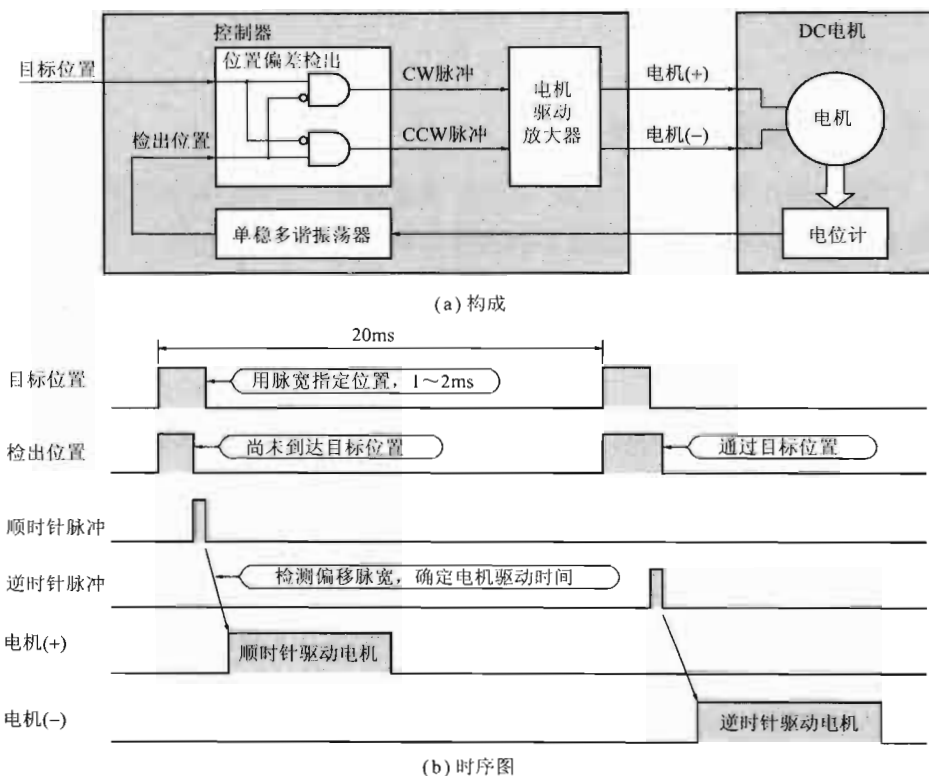 控制器
DC电机
目标位置
位置偏差检出
CW脉冲
电机
驱动
放大器
电机(+)
电机
检出位置
CCW脉冲
电机(−)
单稳多谐振荡器
电位计
(a) 构成
20ms
目标位置
用脉宽指定位置，1～2ms
检出位置
尚未到达目标位置
通过目标位置
顺时针脉冲
逆时针脉冲
检测偏移脉宽，确定电机驱动时间
电机(+)
顺时针驱动电机
电机(−)
逆时针驱动电机
(b) 时序图